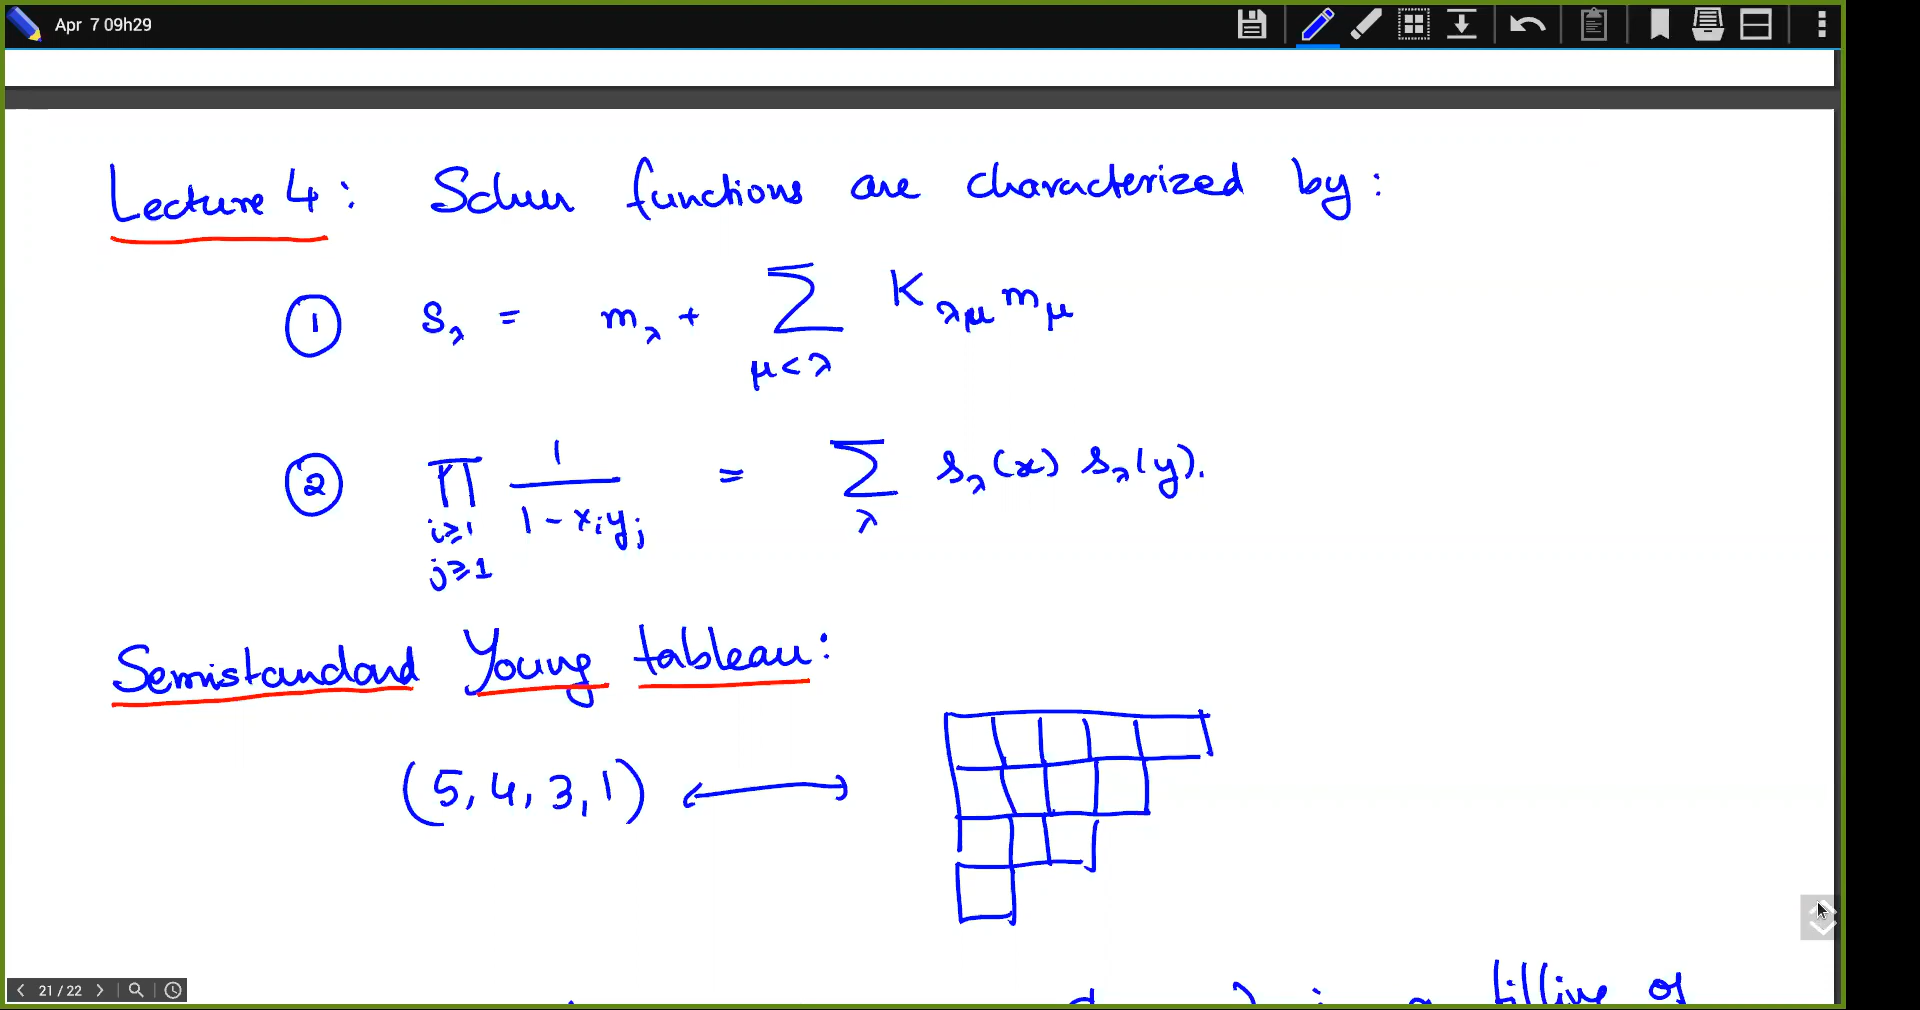 Apr 7 09h29
Lecture 4: Schur functions are characterized by:
① s_λ = m_λ + Σ_{μ<λ} K_{λμ} m_μ
② ∏_{i≥1 j≥1} 1/(1 - x_i y_j) = Σ_λ s_λ(x) s_λ(y).
Semistandard Young tableau:
(5, 4, 3, 1) ⟷
filling of
21 / 22